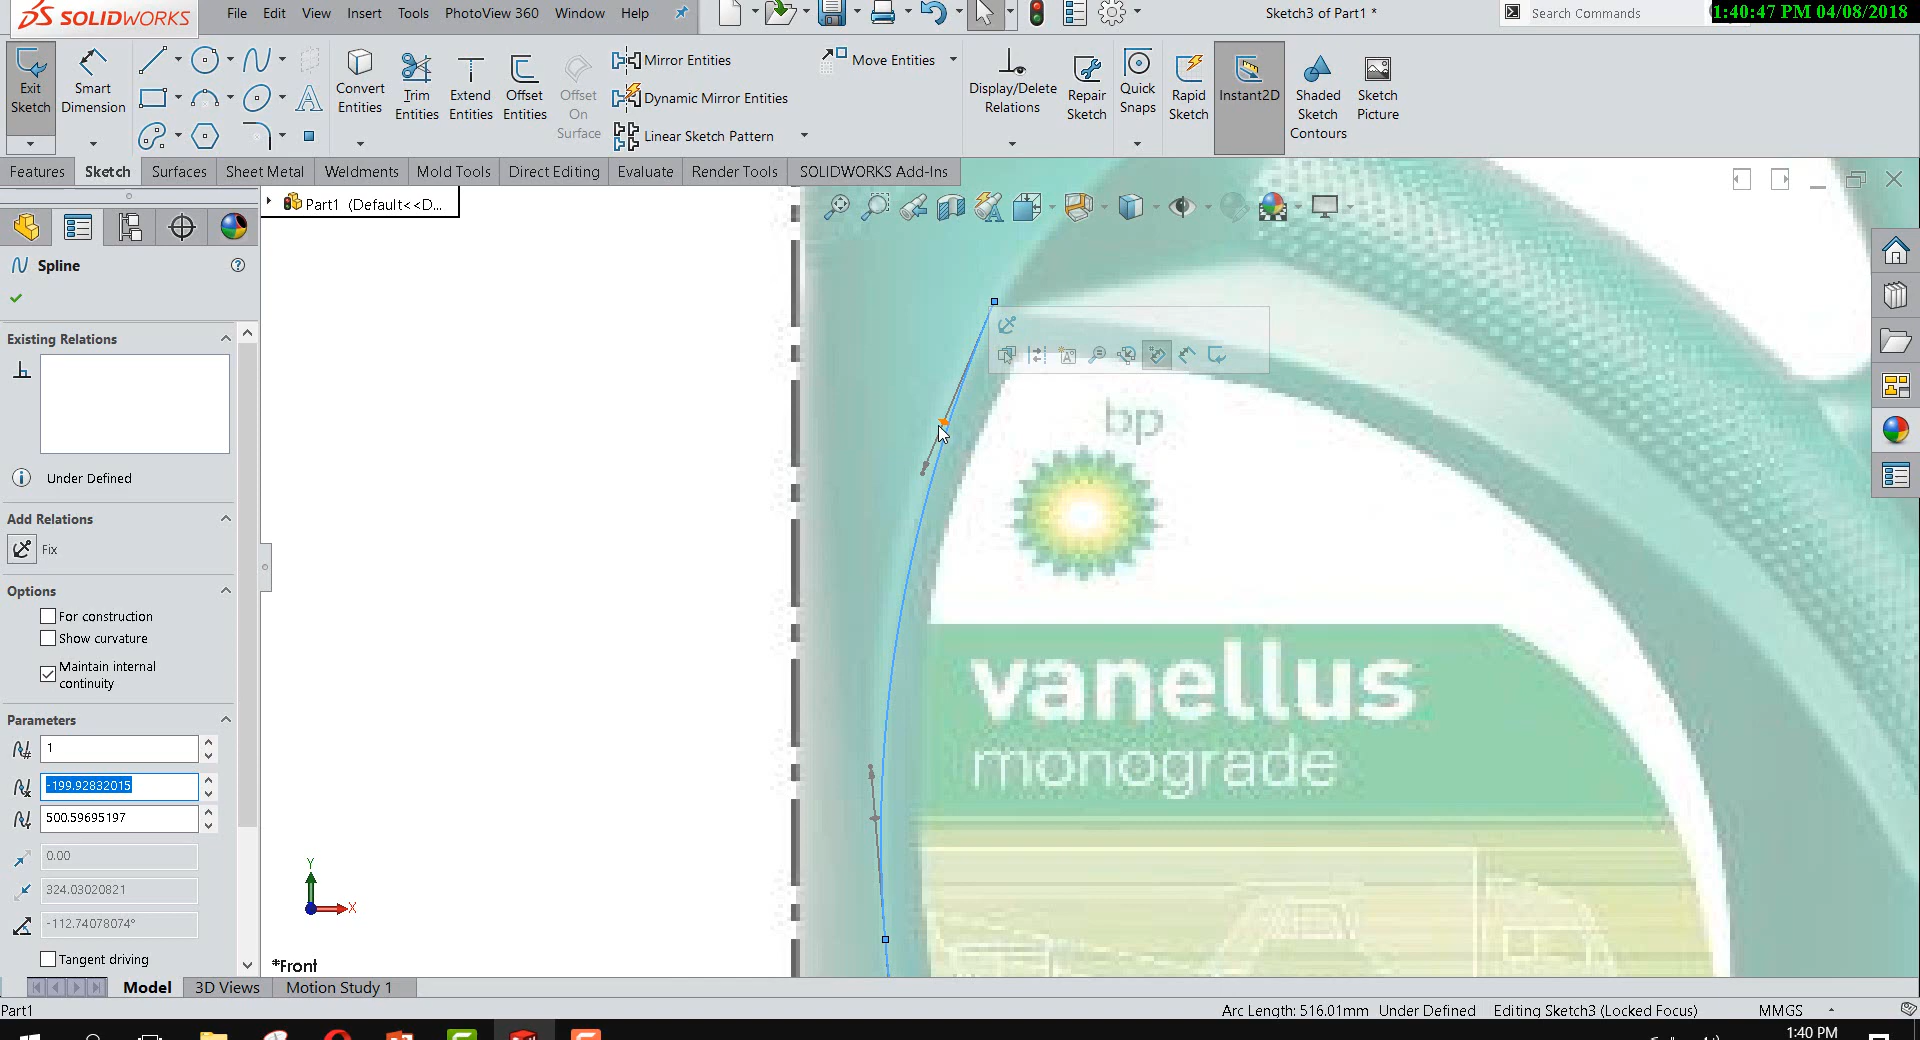 SOLIDWORKS
File Edit View Insert Tools PhotoView 360 Window Help
Sketch3 of Part1 *
Search Commands
1:40:47 PM 04/08/2018
Exit Sketch
Smart Dimension
Convert Entities
Trim Entities
Extend Entities
Offset Entities
Offset On Surface
Mirror Entities
Dynamic Mirror Entities
Linear Sketch Pattern
Move Entities
Display/Delete Relations
Repair Sketch
Quick Snaps
Rapid Sketch
Instant2D
Shaded Sketch Contours
Sketch Picture
Features Sketch Surfaces Sheet Metal Weldments Mold Tools Direct Editing Evaluate Render Tools SOLIDWORKS Add-Ins
Part1 (Default<<D...
Spline
Existing Relations
Under Defined
Add Relations
Fix
Options
For construction
Show curvature
Maintain internal
continuity
Parameters
1
-199.92832015
500.59695197
0.00
324.03020821
-112.74078074°
Tangent driving
bp
vanellus
monograde
Y
X
*Front
Model 3D Views Motion Study 1
Part1
Arc Length: 516.01mm Under Defined Editing Sketch3 (Locked Focus) MMGS
1:40 PM